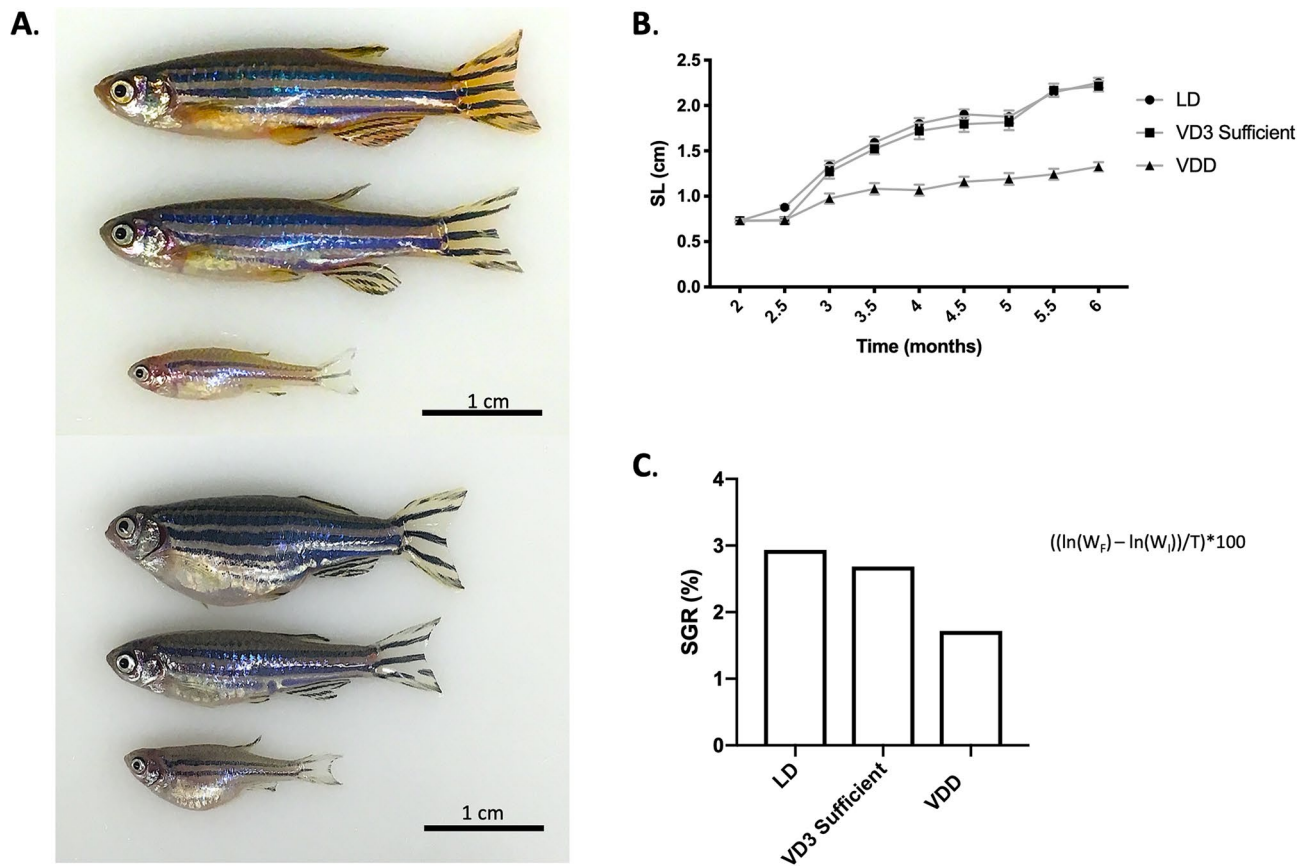 A.
1 cm
1 cm
B.
2.5
2.0
1.5
1.0
0.5
0.0
SL (cm)
2 2.5 3 3.5 4 4.5 5 5.5 6
Time (months)
LD
VD3 Sufficient
VDD
C.
4
3
2
1
0
SGR (%)
LD
VD3 Sufficient
VDD
((ln(W_F) – ln(W_I))/T)*100